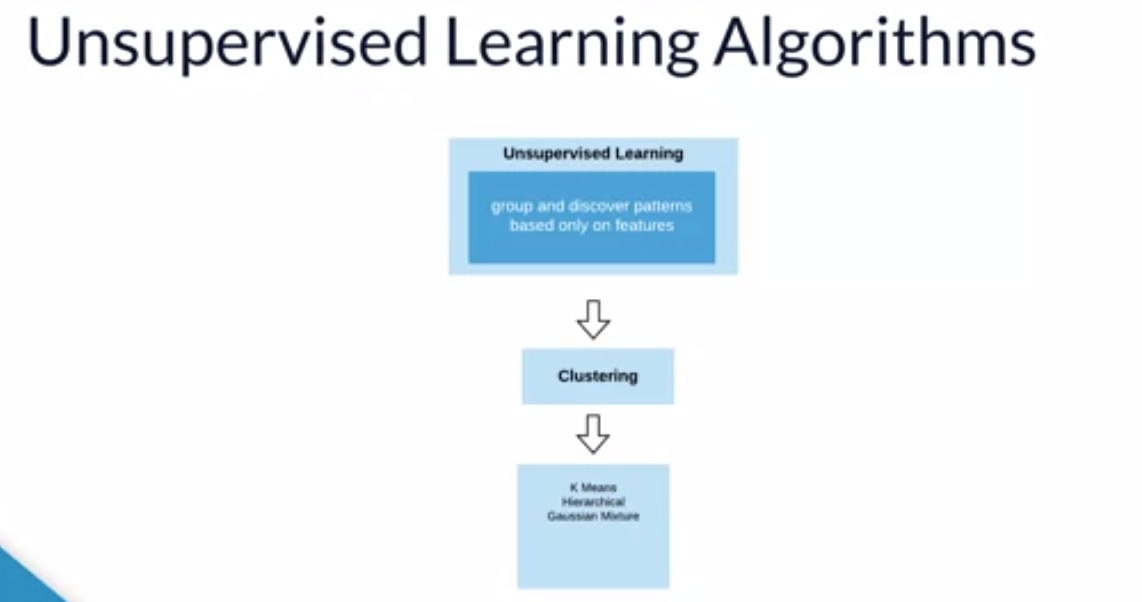 Unsupervised Learning Algorithms
Unsupervised Learning
group and discover patterns
based only on features
Clustering
K Means
Hierarchical
Gaussian Mixture